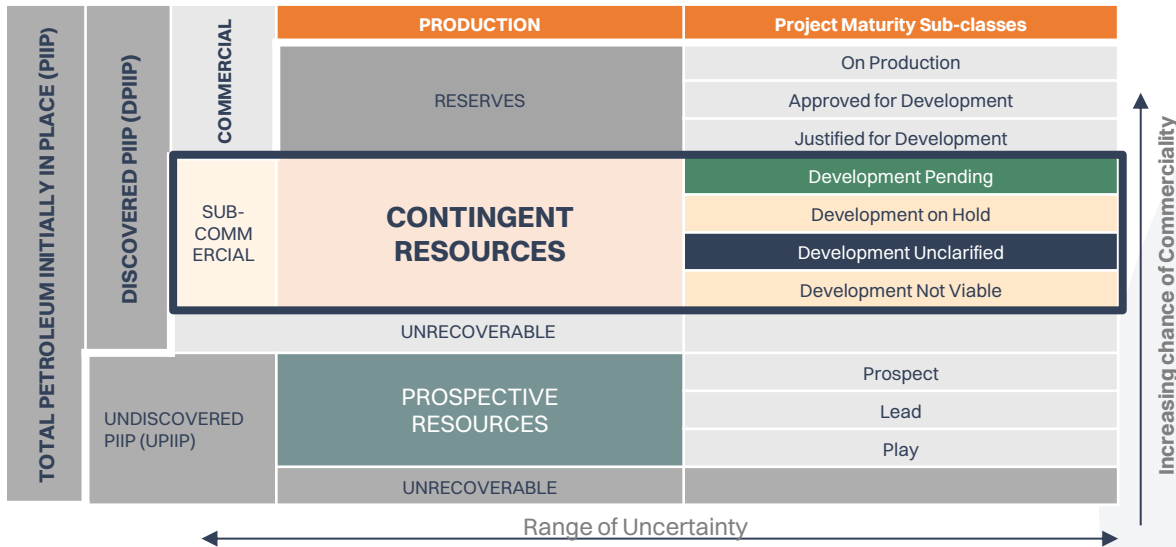 TOTAL PETROLEUM INITIALLY IN PLACE (PIIP)
DISCOVERED PIIP (DPIIP)
COMMERCIAL
PRODUCTION
Project Maturity Sub-classes
RESERVES
On Production
Approved for Development
Justified for Development
SUB-
COMM
ERCIAL
CONTINGENT
RESOURCES
Development Pending
Development on Hold
Development Unclarified
Development Not Viable
UNRECOVERABLE
UNDISCOVERED
PIIP (UPIIP)
PROSPECTIVE
RESOURCES
Prospect
Lead
Play
UNRECOVERABLE
Range of Uncertainty
Increasing chance of Commerciality